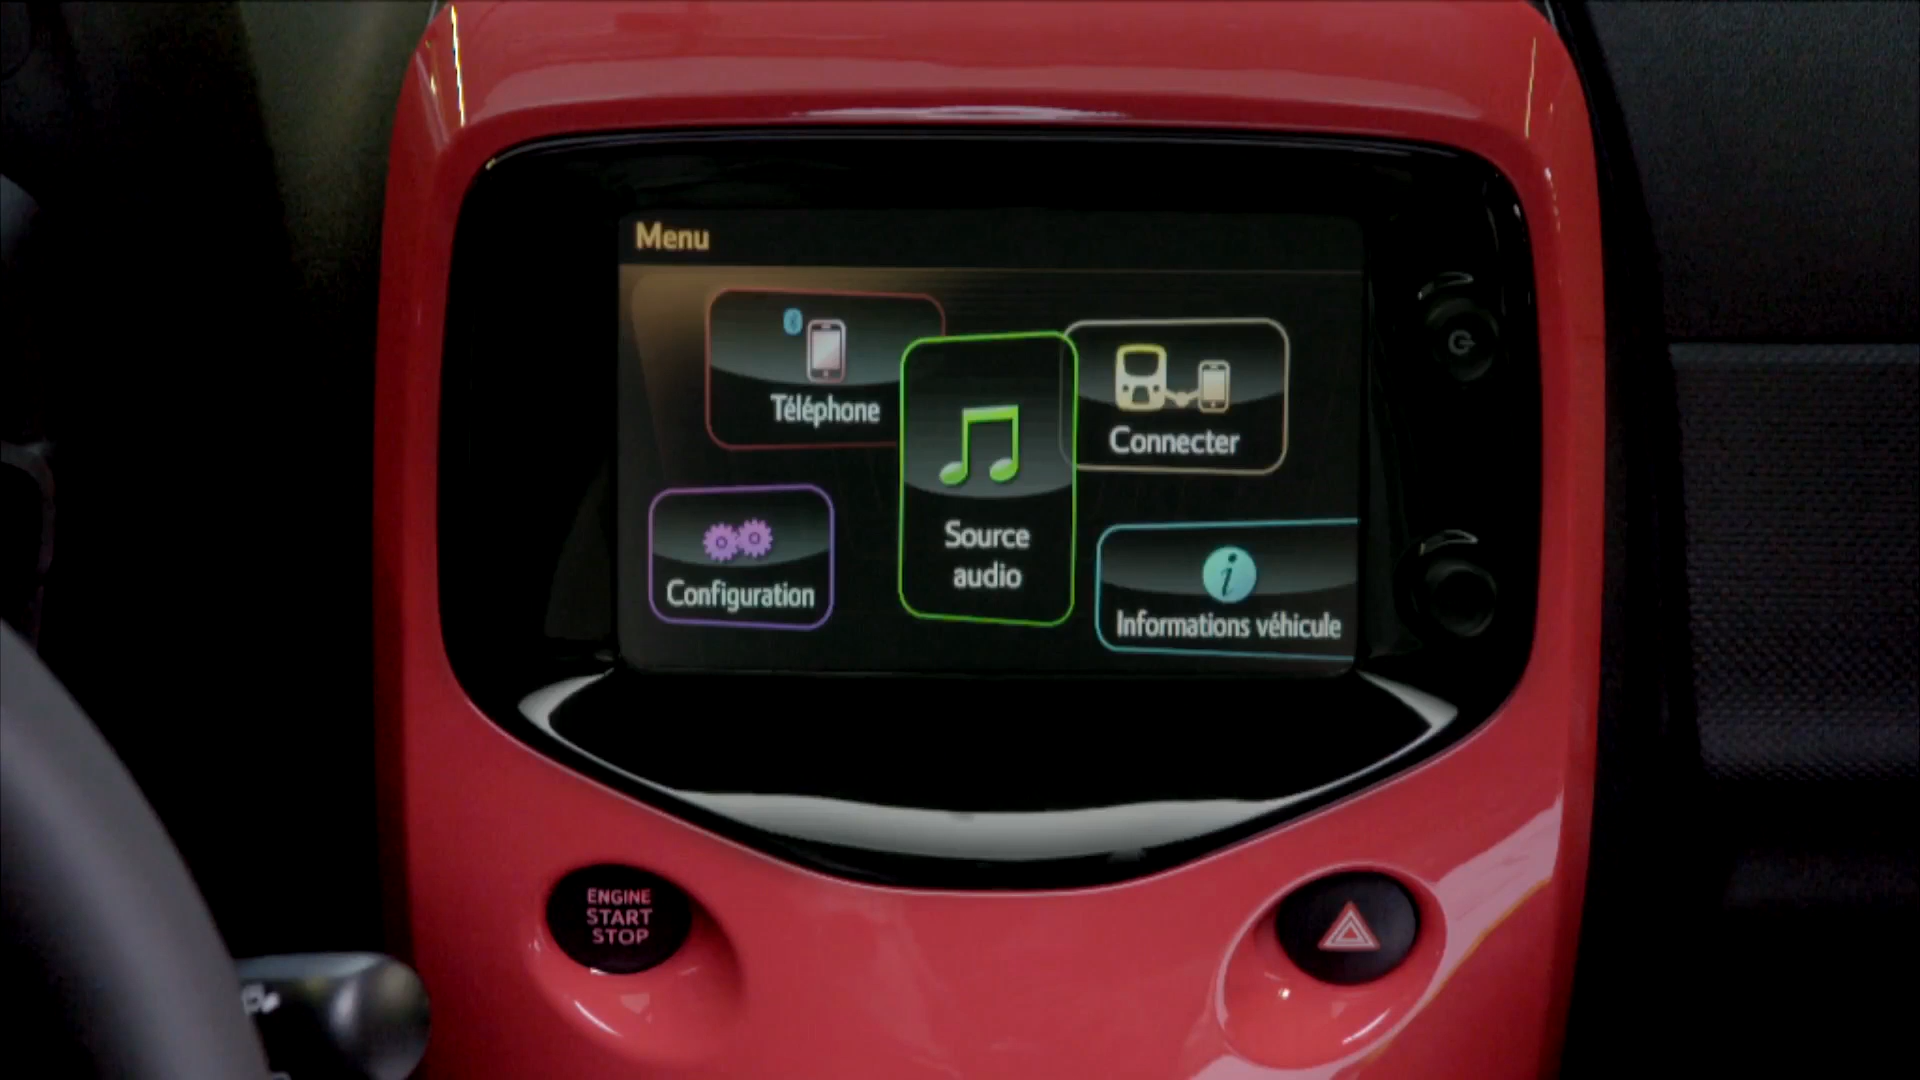 Menu
Téléphone
Connecter
Source
audio
Configuration
Informations véhicule
ENGINE
START
STOP